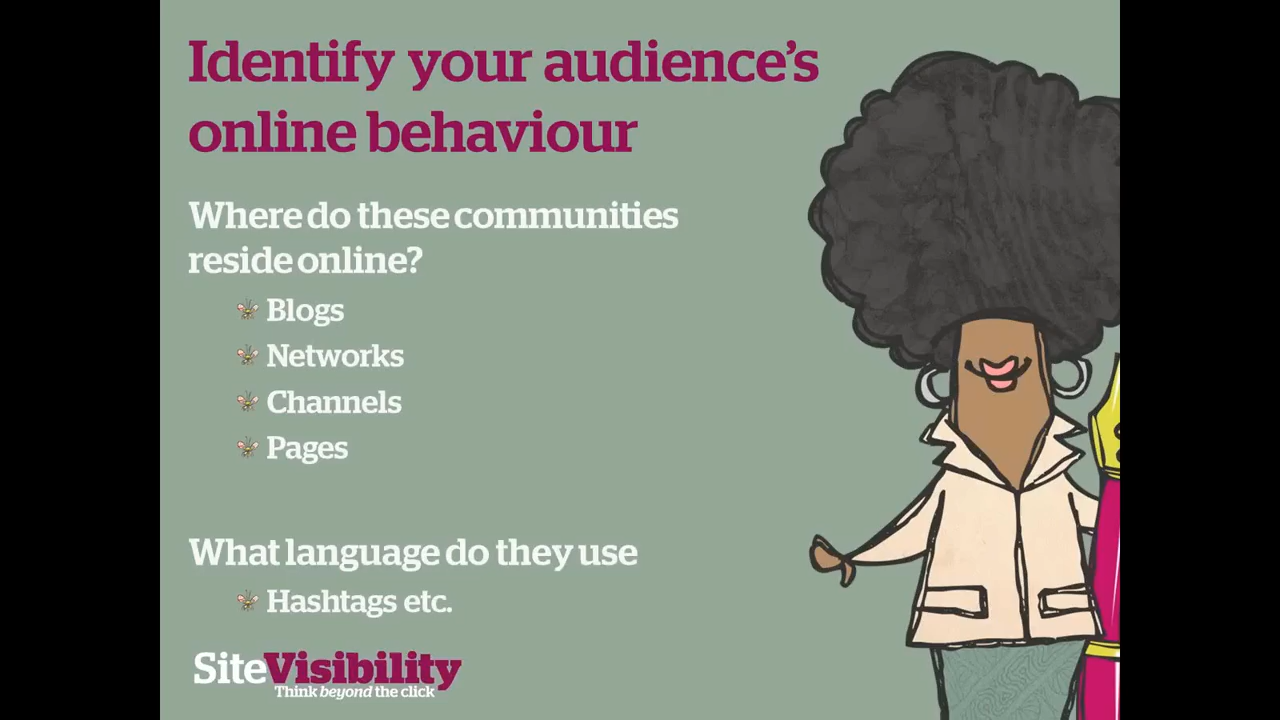 Identify your audience’s
online behaviour
Where do these communities
reside online?
Blogs
Networks
Channels
Pages
What language do they use
Hashtags etc.
SiteVisibility
Think beyond the click